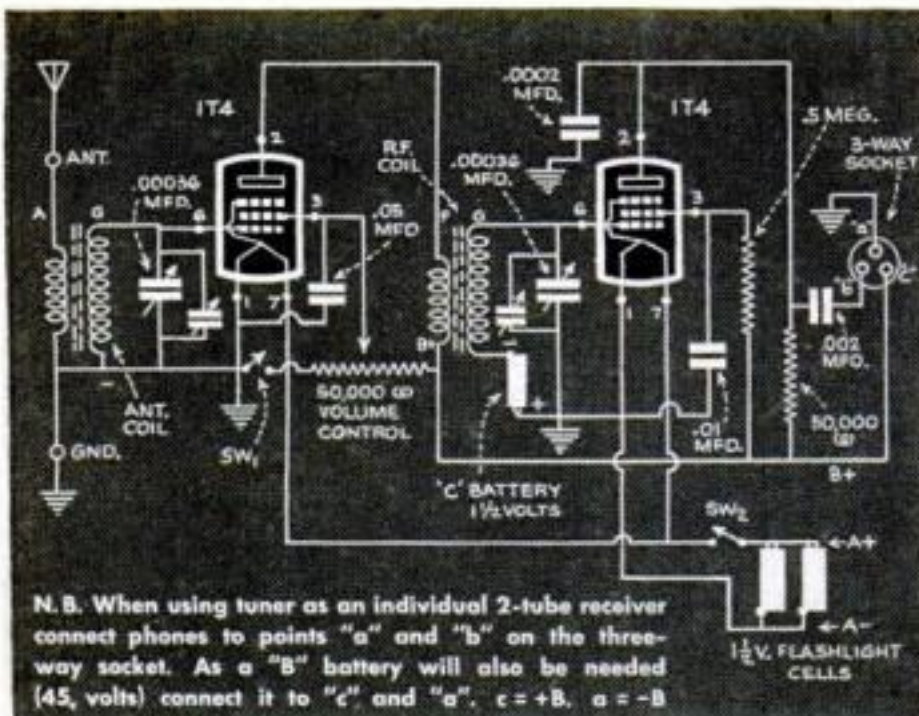 1T4
ANT.
A
G
.00036
MFD.
6
2
3
.05
MFD
1
7
-
ANT.
COIL
GND.
SW₁
50,000 Ω
VOLUME
CONTROL
R.F.
COIL
P
G
B+
.00036
MFD.
.0002
MFD.
1T4
2
6
3
1
7
-
+
"C" BATTERY
1½ VOLTS
.01
MFD.
.5 MEG.
3-WAY
SOCKET
"a"
"b"
"c"
.002
MFD.
50,000
Ω
B+
SW₂
A+
A-
1½ V. FLASHLIGHT
CELLS
N. B. When using tuner as an individual 2-tube receiver
connect phones to points "a" and "b" on the three-
way socket. As a "B" battery will also be needed
(45, volts) connect it to "c" and "a". c = +B. a = -B